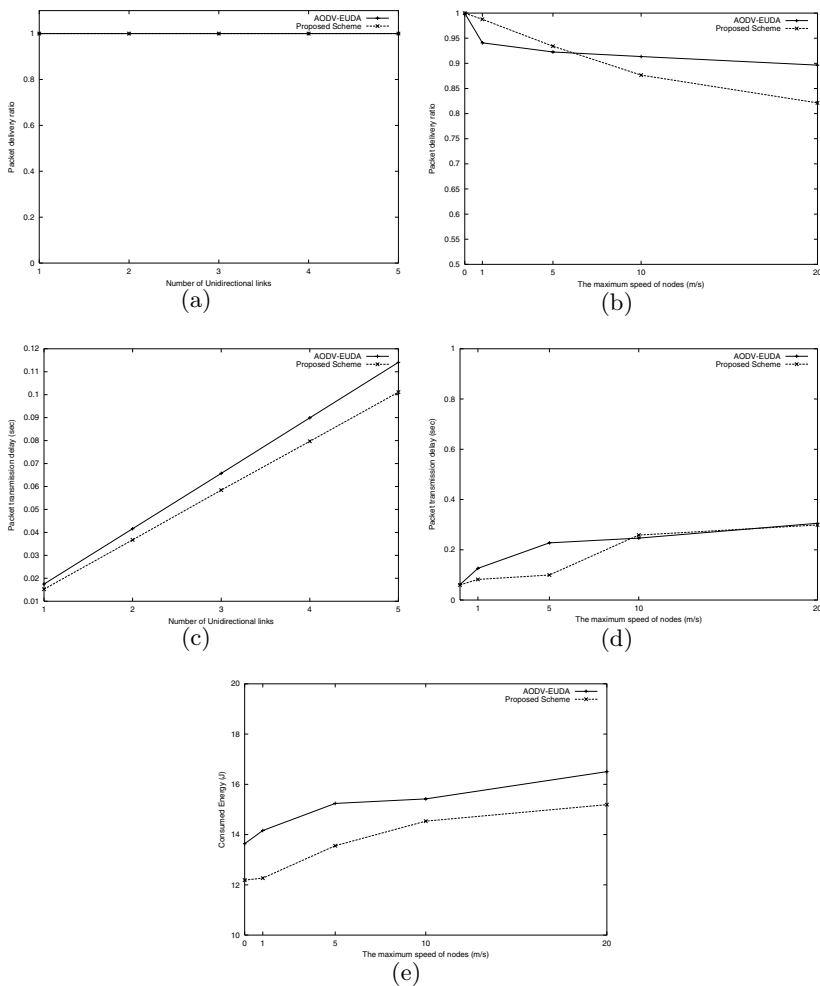 AODV-EUDA
Proposed Scheme
Packet delivery ratio
1
0.8
0.6
0.4
0.2
0
1 2 3 4 5
Number of Unidirectional links
(a)
AODV-EUDA
Proposed Scheme
Packet delivery ratio
1
0.95
0.9
0.85
0.8
0.75
0.7
0.65
0.6
0.55
0.5
0 1 5 10 20
The maximum speed of nodes (m/s)
(b)
AODV-EUDA
Proposed Scheme
Packet transmission delay (sec)
0.12
0.11
0.1
0.09
0.08
0.07
0.06
0.05
0.04
0.03
0.02
0.01
1 2 3 4 5
Number of Unidirectional links
(c)
AODV-EUDA
Proposed Scheme
Packet transmission delay (sec)
1
0.8
0.6
0.4
0.2
0
1 5 10 20
The maximum speed of nodes (m/s)
(d)
AODV-EUDA
Proposed Scheme
Consumed Energy (J)
20
18
16
14
12
10
0 1 5 10 20
The maximum speed of nodes (m/s)
(e)